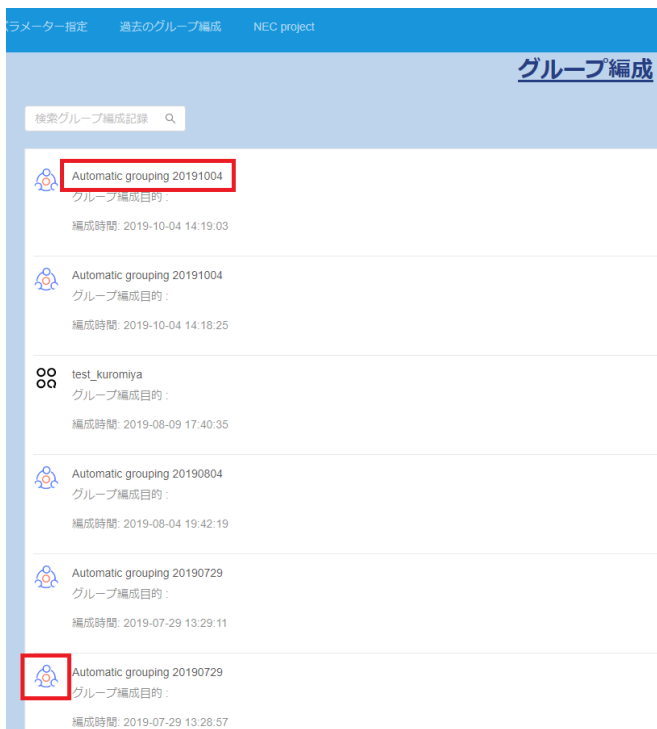 ラメーター指定 過去のグループ編成 NEC project
グループ編成
検索グループ編成記録
Automatic grouping 20191004
グループ編成目的 :
編成時間: 2019-10-04 14:19:03
Automatic grouping 20191004
グループ編成目的 :
編成時間: 2019-10-04 14:18:25
test_kuromiya
グループ編成目的 :
編成時間: 2019-08-09 17:40:35
Automatic grouping 20190804
グループ編成目的 :
編成時間: 2019-08-04 19:42:19
Automatic grouping 20190729
グループ編成目的 :
編成時間: 2019-07-29 13:29:11
Automatic grouping 20190729
グループ編成目的 :
編成時間: 2019-07-29 13:28:57